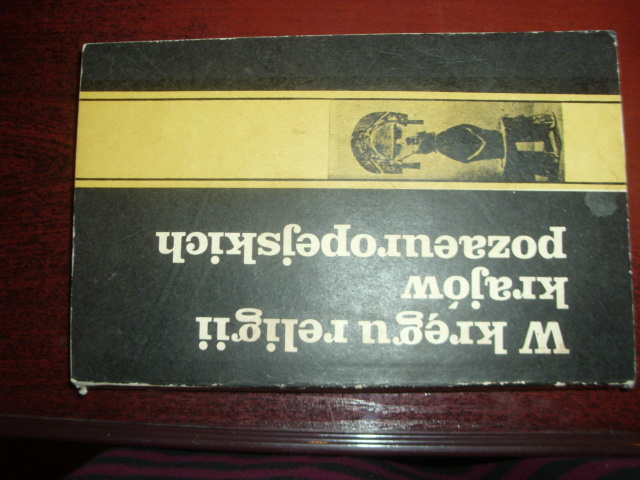 W kręgu religii
krajów
pozaeuropejskich